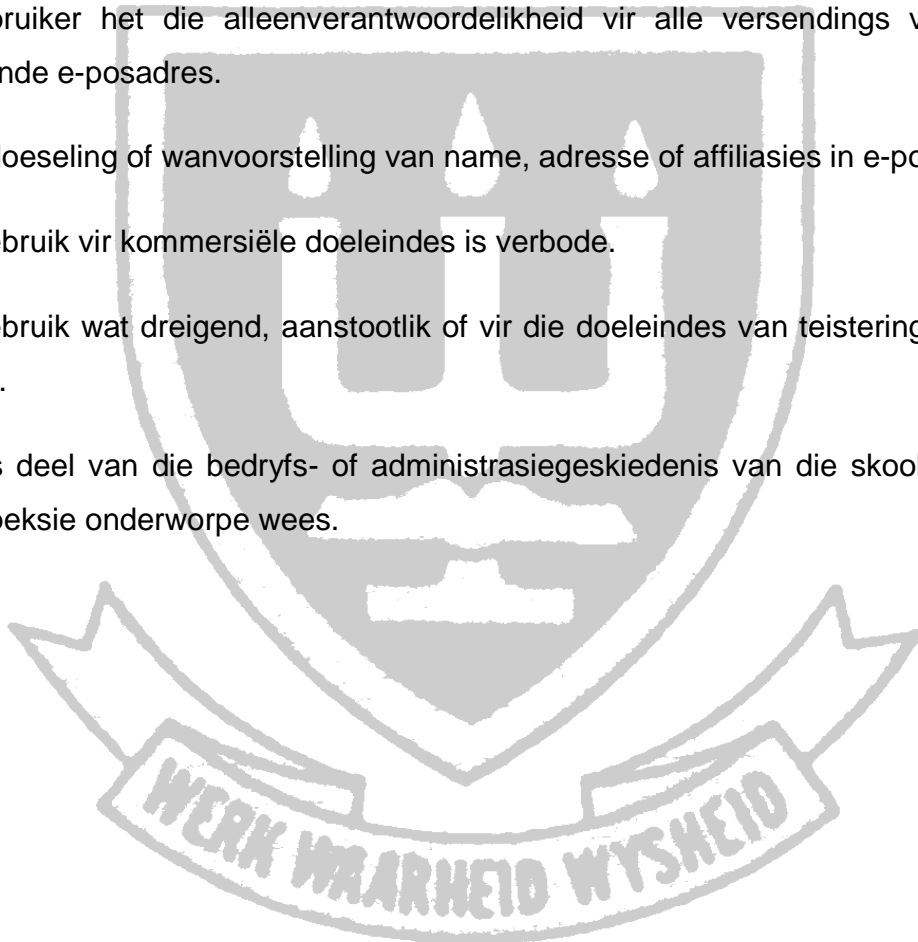 bruiker het die alleenverantwoordelikheid vir alle versendings v
nde e-posadres.
loeseling of wanvoorstelling van name, adresse of affiliasies in e-po
ebruik vir kommersiële doeleindes is verbode.
ebruik wat dreigend, aanstootlik of vir die doeleindes van teistering
.
s deel van die bedryfs- of administrasiegeskiedenis van die skool
oeksie onderworpe wees.
WERK WAARHEID WYSHEID